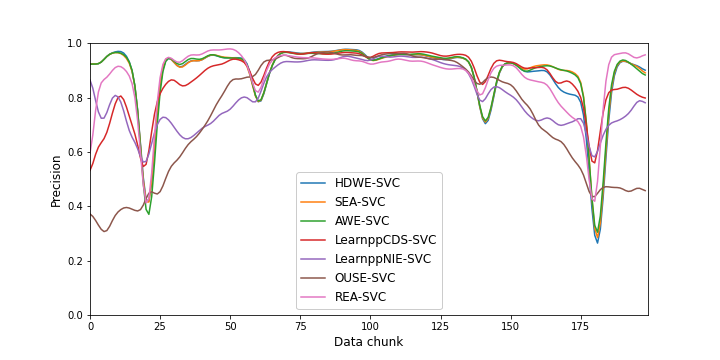 1.0
0.8
0.6
0.4
0.2
0.0
Precision
HDWE-SVC
SEA-SVC
AWE-SVC
LearnppCDS-SVC
LearnppNIE-SVC
OUSE-SVC
REA-SVC
0 25 50 75 100 125 150 175
Data chunk